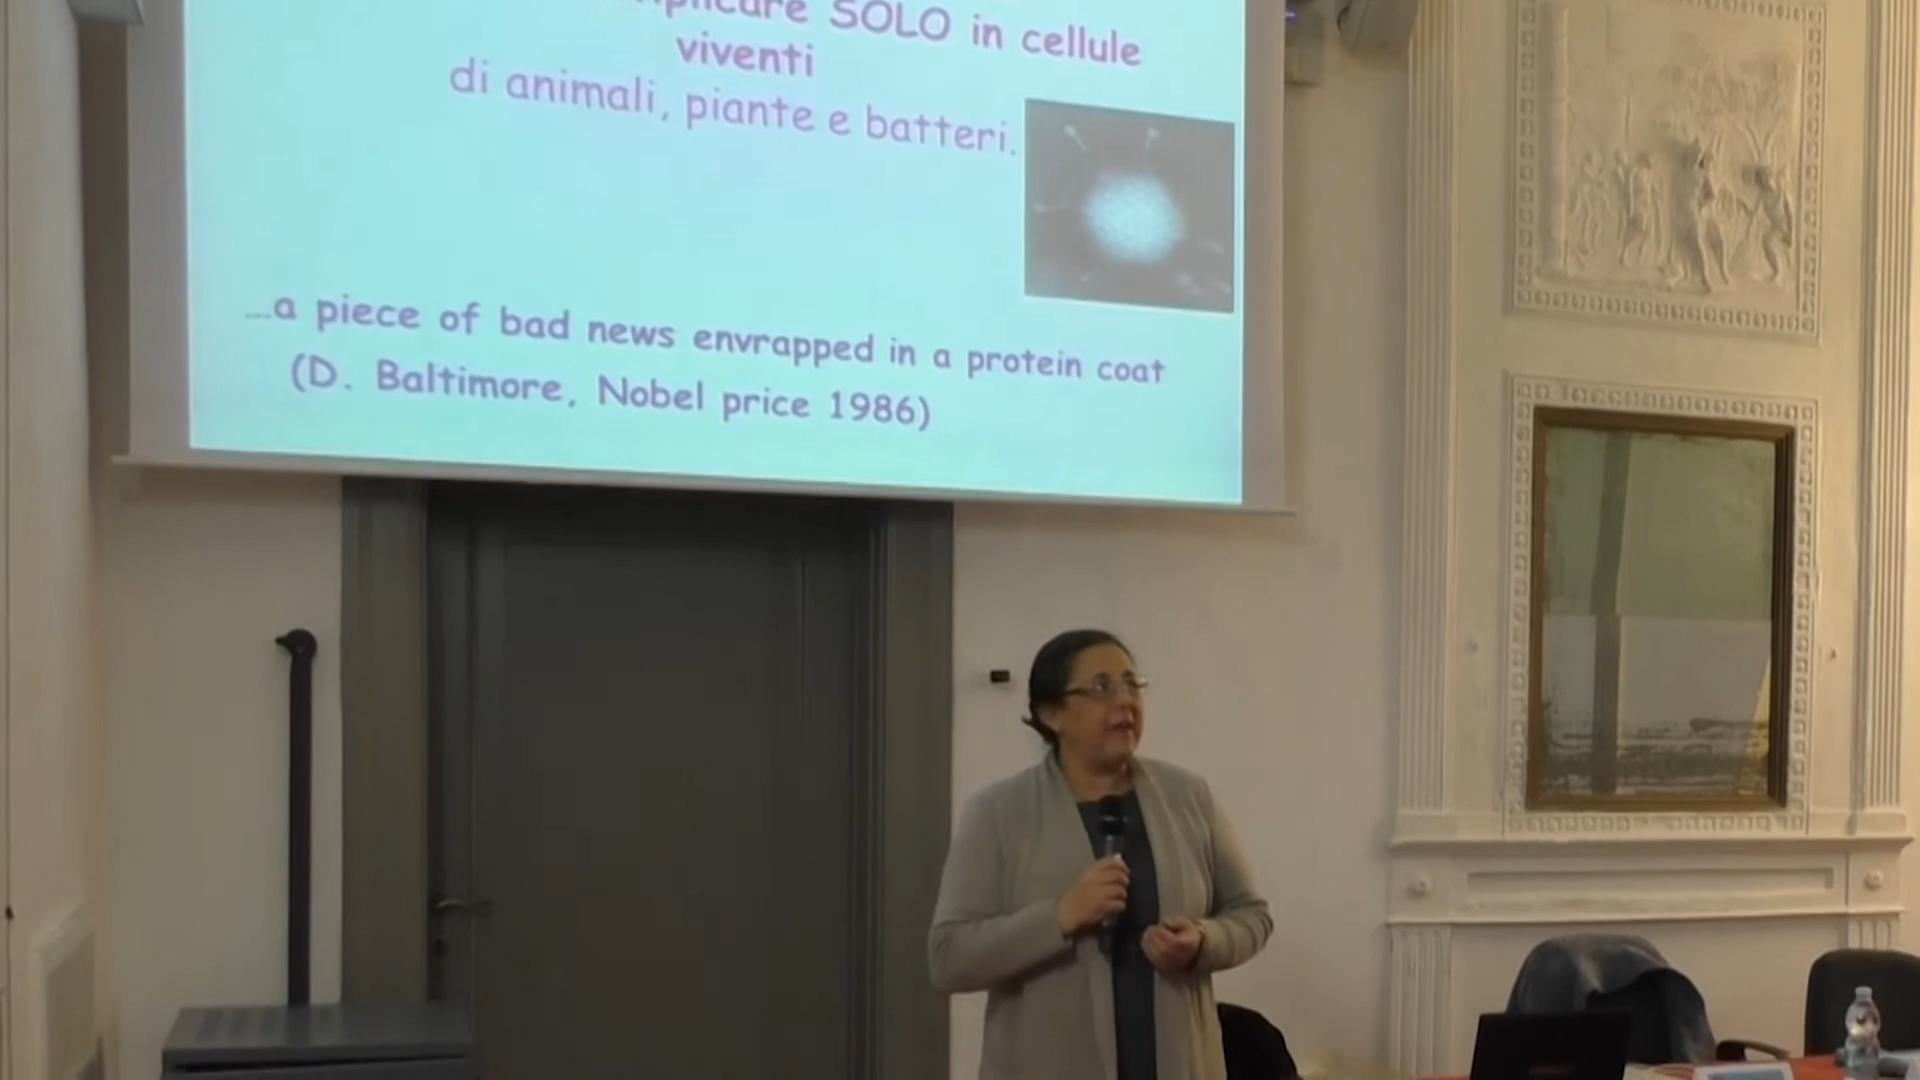 SOLO in cellule
viventi
di animali, piante e batteri.
...a piece of bad news envrapped in a protein coat
(D. Baltimore, Nobel price 1986)